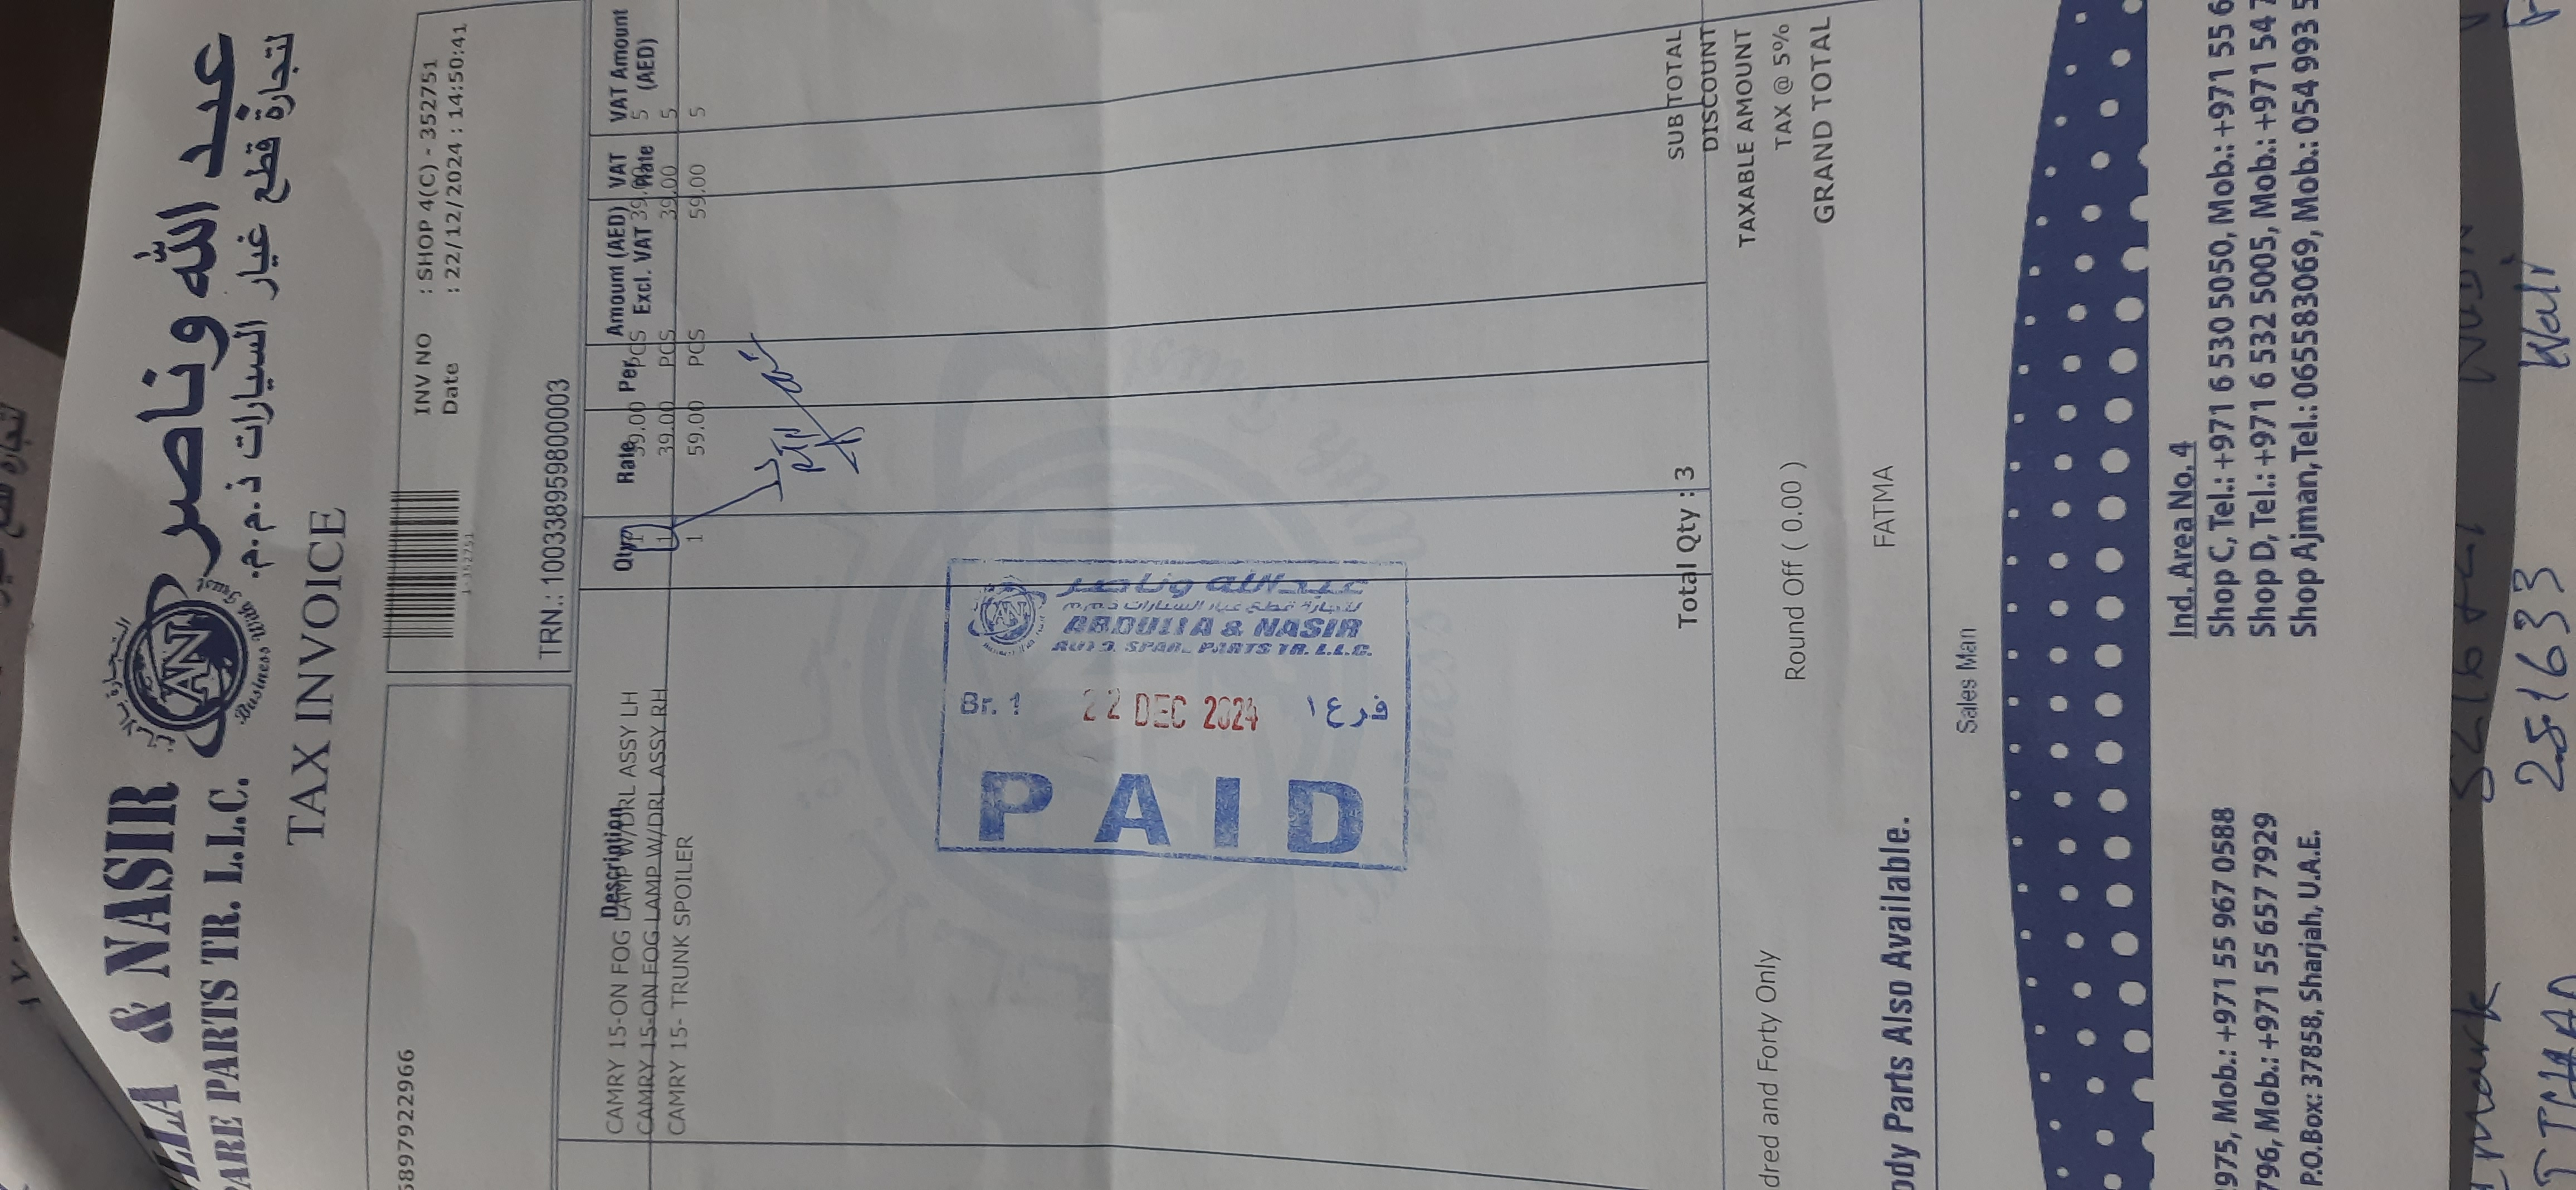 عبد الله وناصر
لتجارة قطع غيار السيارات ذ.م.م.
LLA & NASIR
ARE PARTS TR. L.L.C.
AN
Business With Trust
TAX INVOICE
6897922966
INV NO : SHOP 4(C) - 352751
Date : 22/12/2024 : 14:50:41
TRN.: 100338959800003
Description Qty Rate Per Amount (AED) Excl. VAT VAT Rate VAT Amount (AED)
CAMRY 15-ON FOG LAMP W/DRL ASSY LH 1 39.00 PCS 39.00 5
CAMRY 15-ON FOG LAMP W/DRL ASSY RH 1 39.00 PCS 39.00 5
CAMRY 15- TRUNK SPOILER 1 59.00 PCS 59.00 5
عبدالله وناصر
لتجارة قطع غيار السيارات ذ.م.م
ABDULLA & NASIR
AUTO. SPARE PARTS TR. L.L.C.
Br. 1 22 DEC 2024 فرع ١
PAID
Total Qty : 3
SUB TOTAL
DISCOUNT
TAXABLE AMOUNT
dred and Forty Only
Round Off ( 0.00 )
TAX @ 5%
GRAND TOTAL
ody Parts Also Available.
FATMA
Sales Man
Ind. Area No. 4
975, Mob.: +971 55 967 0588
Shop C, Tel.: +971 6 530 5050, Mob.: +971 55 6
796, Mob.: +971 55 657 7929
Shop D, Tel.: +971 6 532 5005, Mob.: +971 54 7
P.O.Box: 37858, Sharjah, U.A.E.
Shop Ajman, Tel.: 065583069, Mob.: 054 993 5
251633
Wali